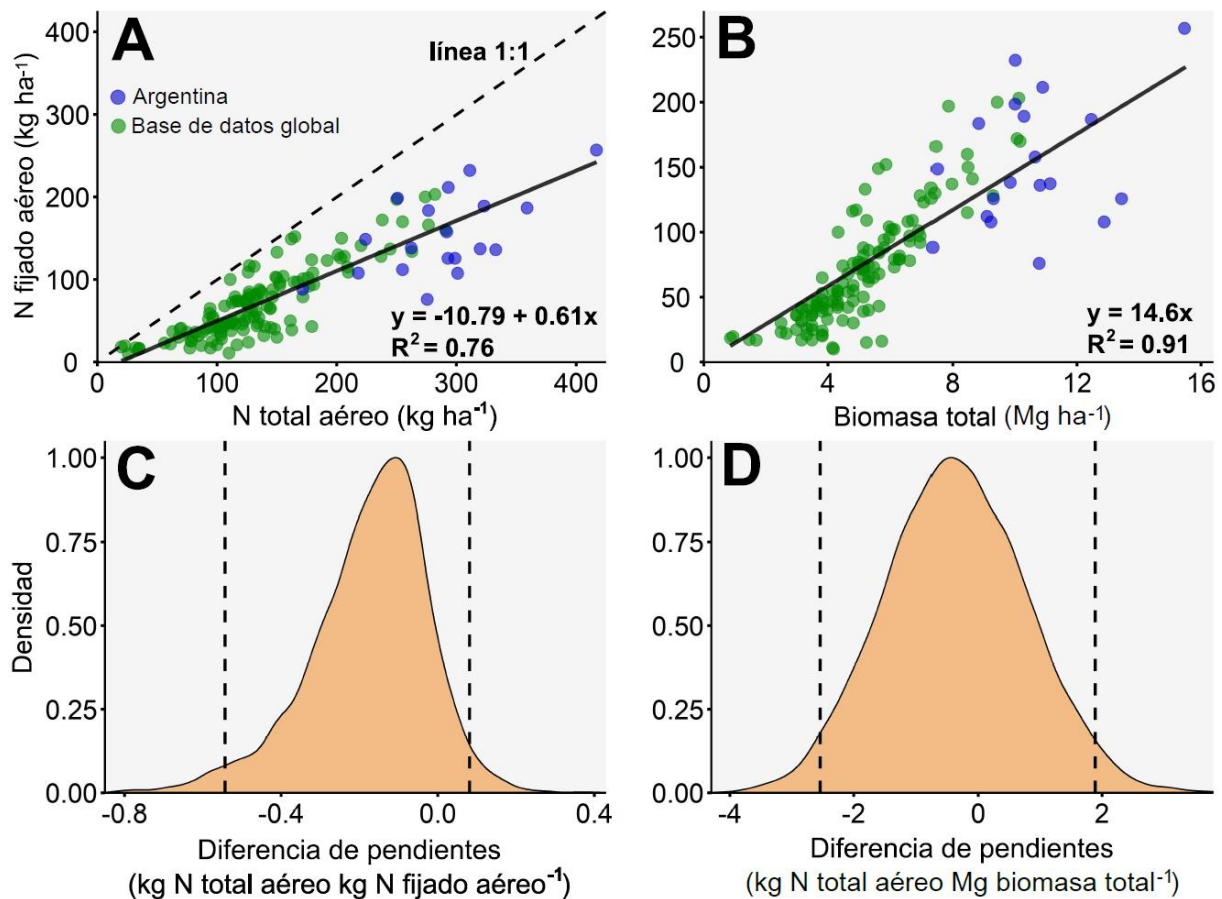 A
línea 1:1
Argentina
Base de datos global
y = -10.79 + 0.61x
R² = 0.76
400
300
200
100
0
N fijado aéreo (kg ha⁻¹)
0 100 200 300 400
N total aéreo (kg ha⁻¹)
B
250
200
150
100
50
0
y = 14.6x
R² = 0.91
0 4 8 12 16
Biomasa total (Mg ha⁻¹)
C
1.00
0.75
0.50
0.25
0.00
Densidad
-0.8 -0.4 0.0 0.4
Diferencia de pendientes
(kg N total aéreo kg N fijado aéreo⁻¹)
D
1.00
0.75
0.50
0.25
0.00
-4 -2 0 2
Diferencia de pendientes
(kg N total aéreo Mg biomasa total⁻¹)